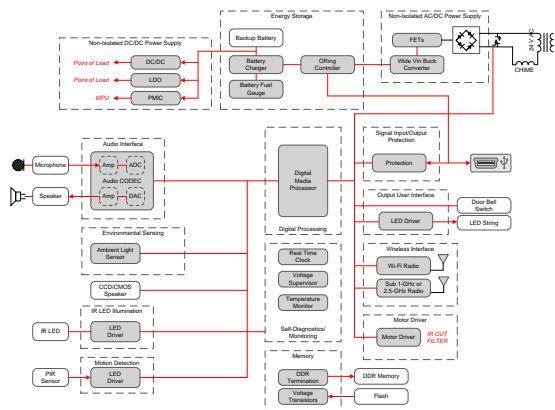 Energy Storage
Non-Isolated AC/DC Power Supply
Non-Isolated DC/DC Power Supply
Backup Battery
FETs
24 V AC
Point of Load
DC/DC
Battery
Charger
ORing
Controller
Wide Vin Buck
Converter
Point of Load
LDO
CHIME
MPU
PMIC
Battery Fuel
Gauge
Audio Interface
Signal Input/Output
Protection
Microphone
Amp
ADC
Audio CODEC
Digital
Media
Processor
Protection
Speaker
Amp
DAC
Output User Interface
Door Bell
Switch
LED Driver
LED String
Digital Processing
Environmental Sensing
Ambient Light
Sensor
Real Time
Clock
Wireless Interface
Wi-Fi Radio
Voltage
Supervisor
Sub 1-GHz or
2.5-GHz Radio
CCD/CMOS
Speaker
Temperature
Monitor
IR LED Illumination
IR LED
LED
Driver
Self-Diagnostics/
Monitoring
Motor Driver
Motor Driver
IR CUT
FILTER
Motion Detection
Memory
PIR
Sensor
LED
Driver
DDR
Termination
DDR Memory
Voltage
Transistors
Flash